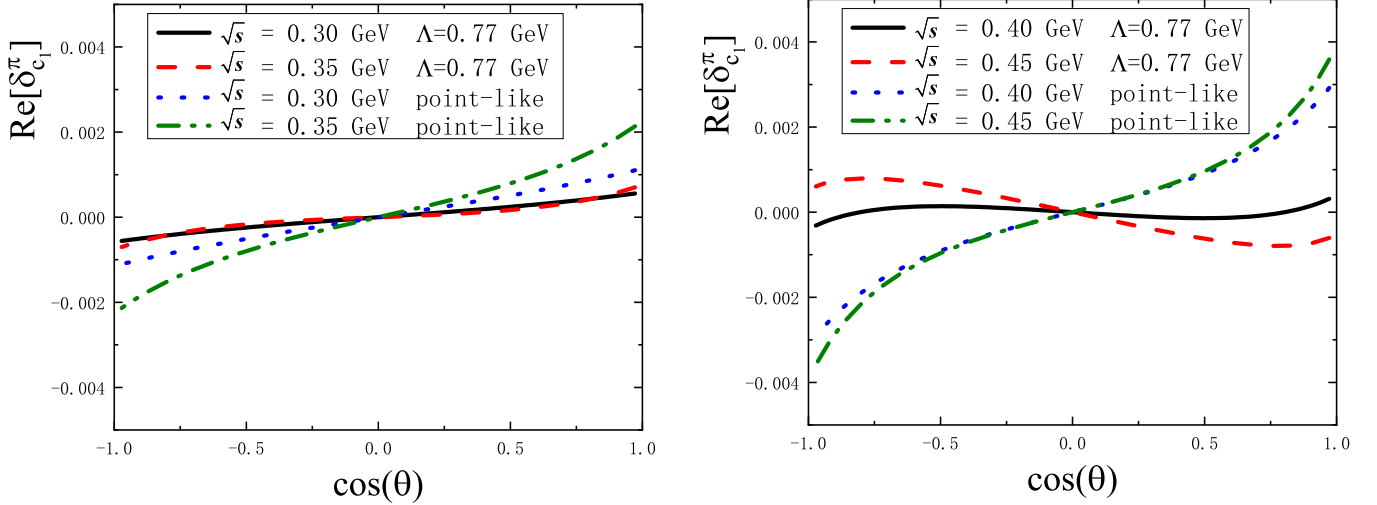 √s = 0.30 GeV Λ=0.77 GeV
√s = 0.35 GeV Λ=0.77 GeV
√s = 0.30 GeV point-like
√s = 0.35 GeV point-like
Re[δ^π_{c_1}]
0.004
0.002
0.000
-0.002
-0.004
-1.0 -0.5 0.0 0.5 1.0
cos(θ)
√s = 0.40 GeV Λ=0.77 GeV
√s = 0.45 GeV Λ=0.77 GeV
√s = 0.40 GeV point-like
√s = 0.45 GeV point-like
Re[δ^π_{c_1}]
0.004
0.002
0.000
-0.002
-0.004
-1.0 -0.5 0.0 0.5 1.0
cos(θ)